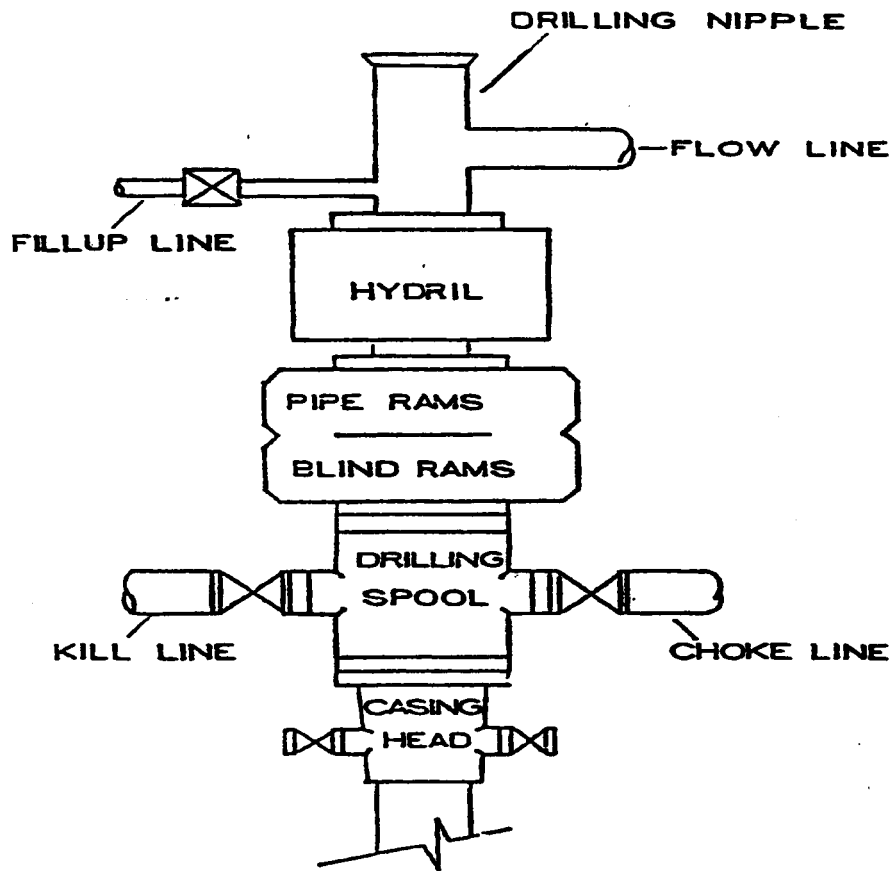 DRILLING NIPPLE
FLOW LINE
FILLUP LINE
HYDRIL
PIPE RAMS
BLIND RAMS
DRILLING
SPOOL
KILL LINE
CHOKE LINE
CASING
HEAD